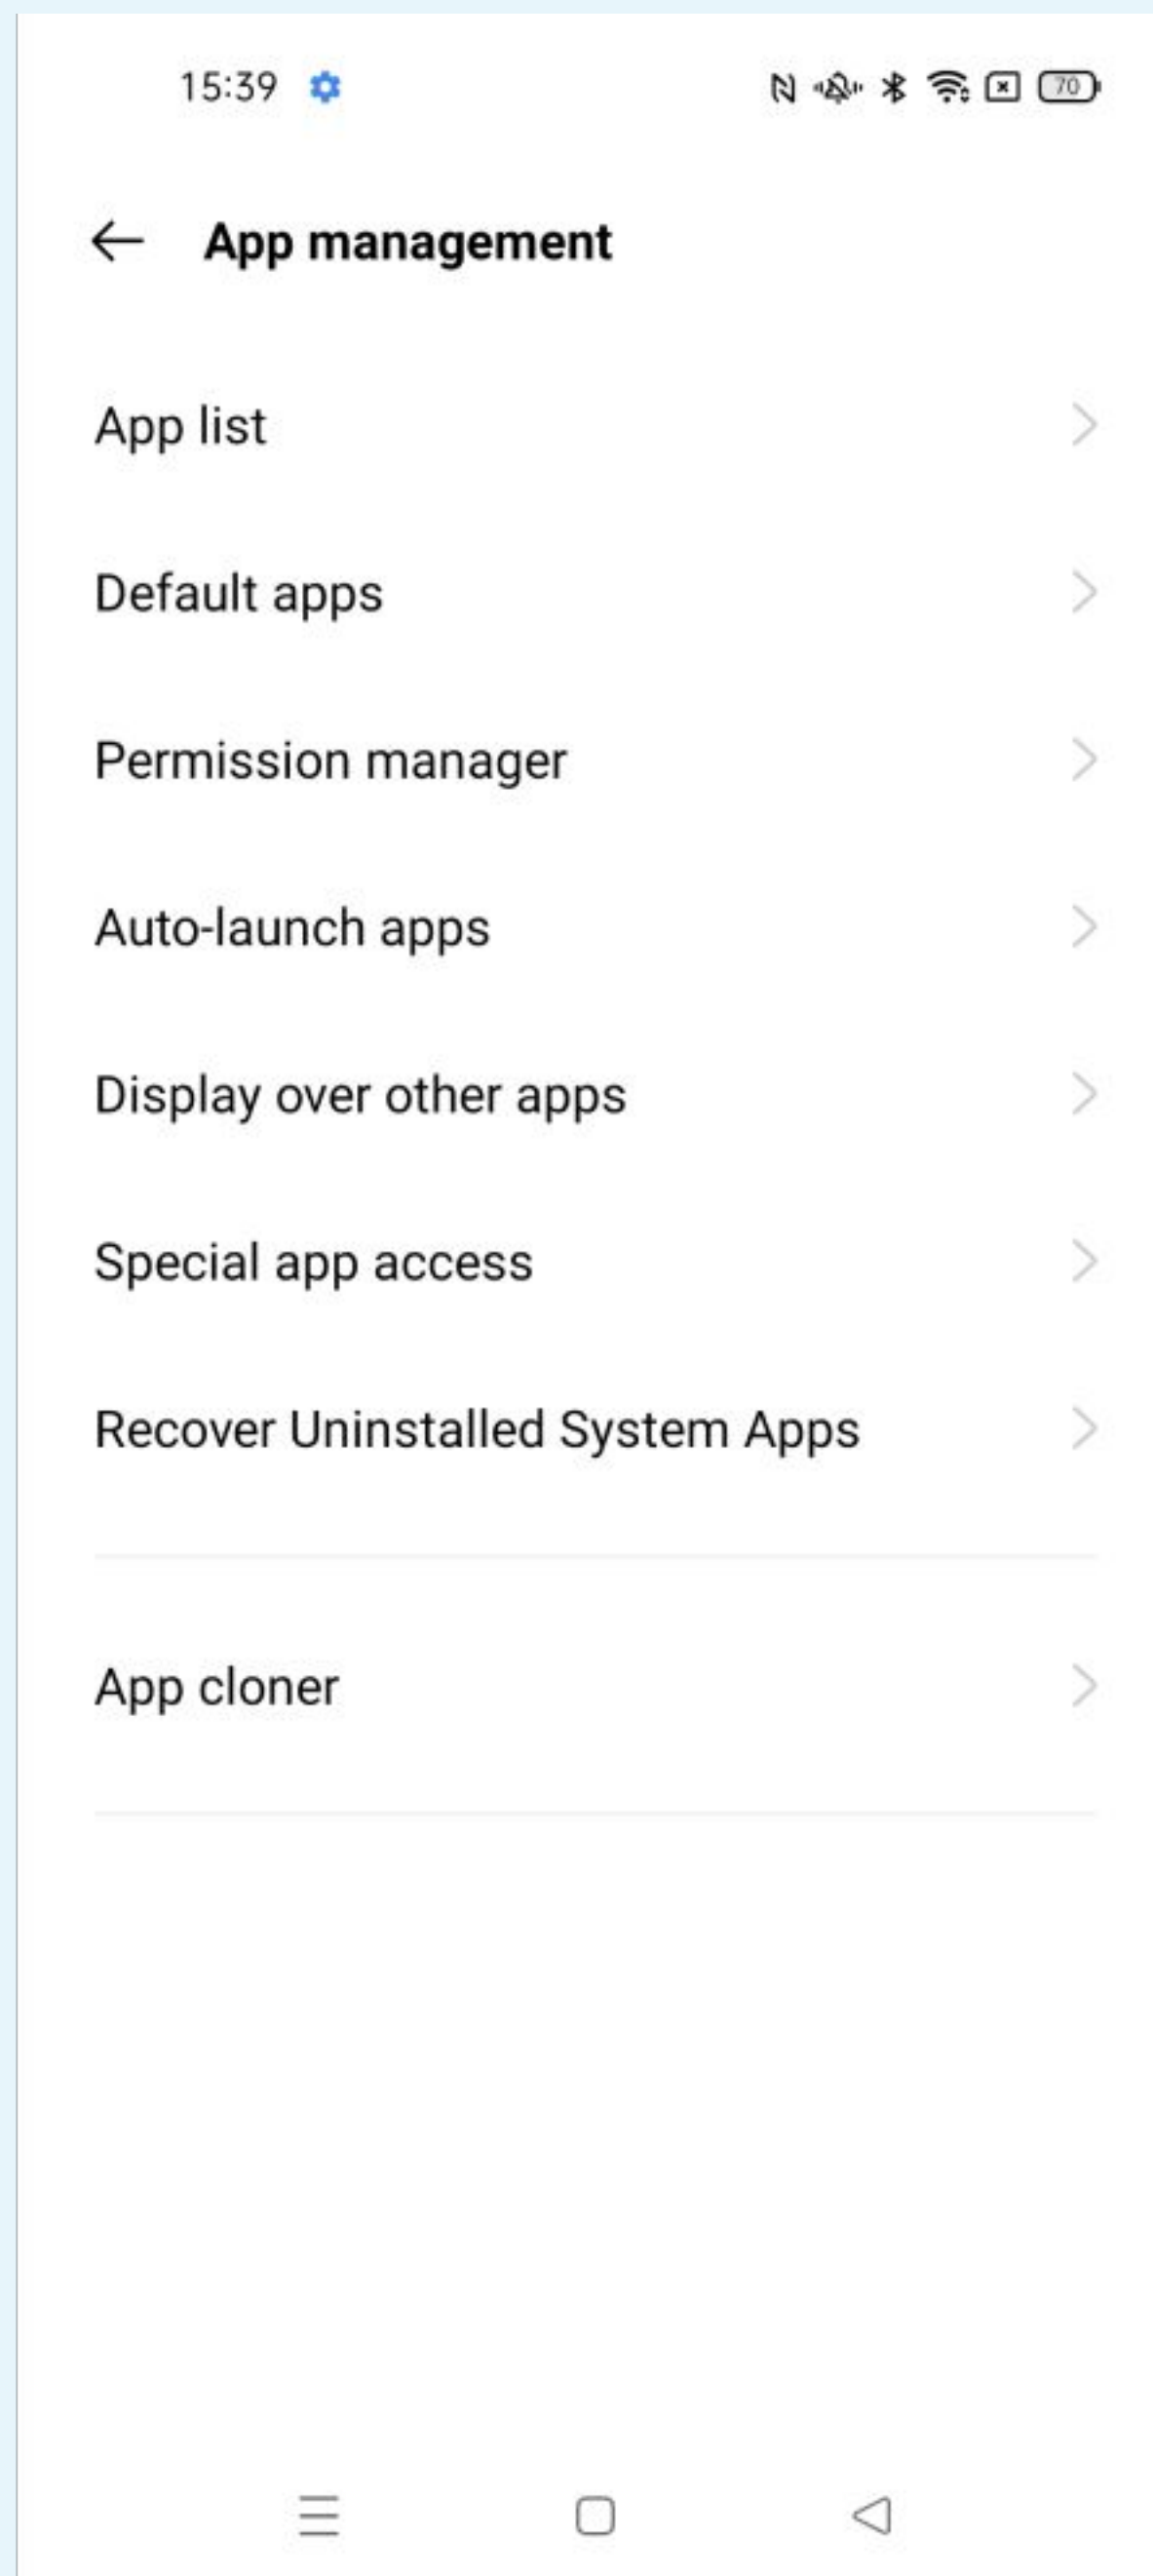 15:39
70
App management
App list
Default apps
Permission manager
Auto-launch apps
Display over other apps
Special app access
Recover Uninstalled System Apps
App cloner